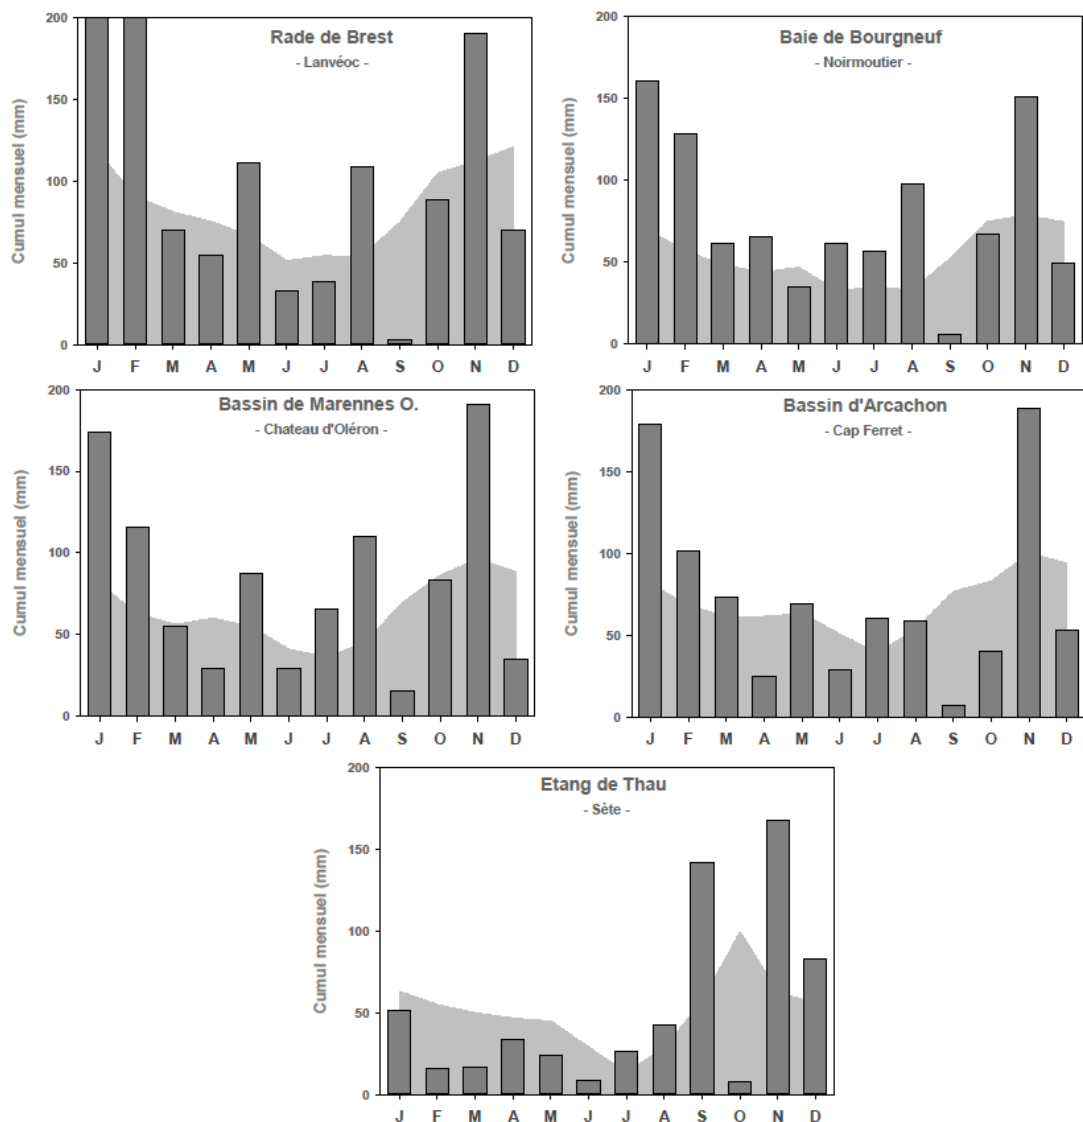 Rade de Brest
- Lanvéoc -
Cumul mensuel (mm)
200
150
100
50
0
J F M A M J J A S O N D
Baie de Bourgneuf
- Noirmoutier -
Cumul mensuel (mm)
200
150
100
50
0
J F M A M J J A S O N D
Bassin de Marennes O.
- Chateau d'Oléron -
Cumul mensuel (mm)
200
150
100
50
0
J F M A M J J A S O N D
Bassin d'Arcachon
- Cap Ferret -
Cumul mensuel (mm)
200
150
100
50
0
J F M A M J J A S O N D
Etang de Thau
- Sète -
Cumul mensuel (mm)
200
150
100
50
0
J F M A M J J A S O N D